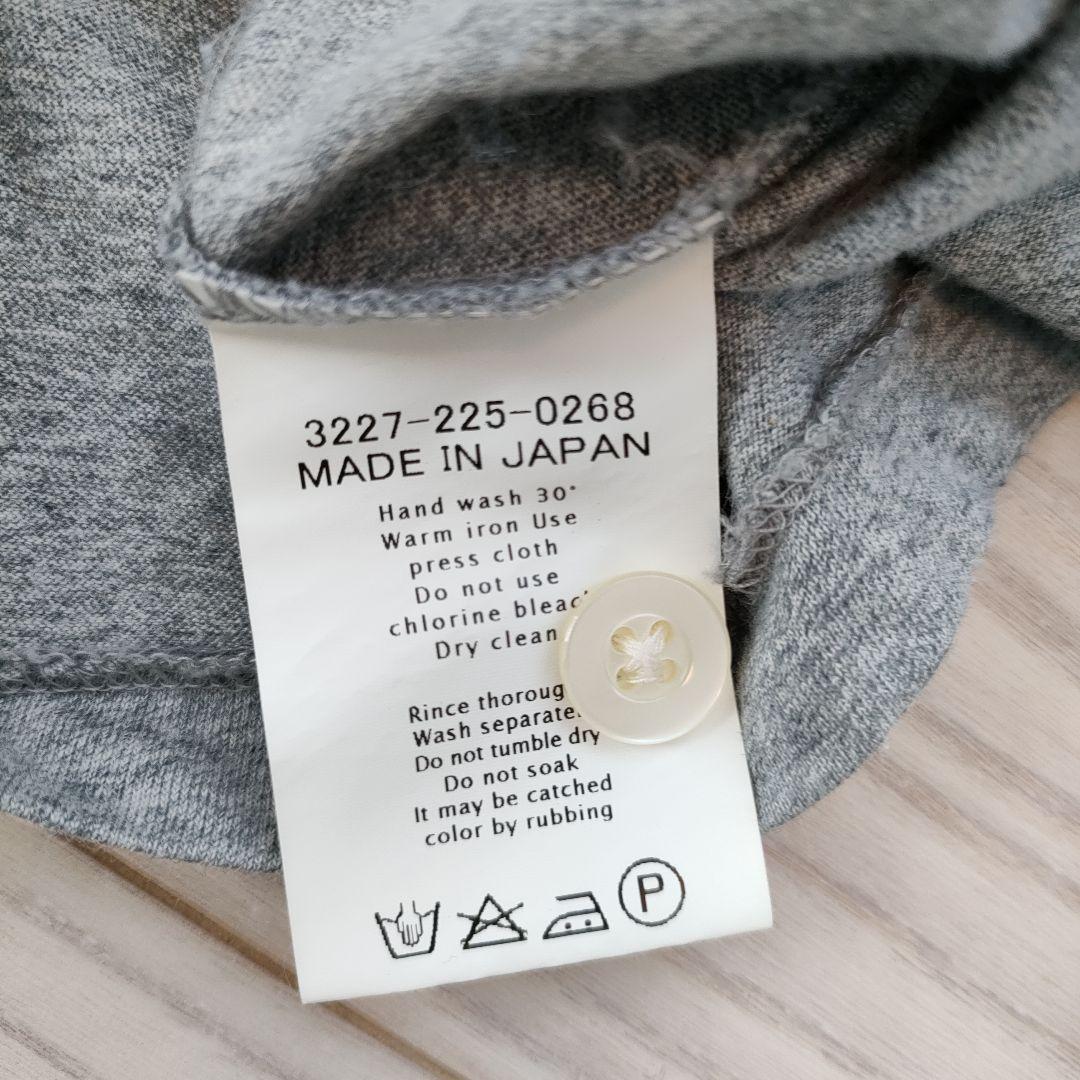 3227-225-0268
MADE IN JAPAN
Hand wash 30°
Warm iron Use
press cloth
Do not use
chlorine bleac
Dry clean
Rince thoroug
Wash separate
Do not tumble dry
Do not soak
It may be catched
color by rubbing
P